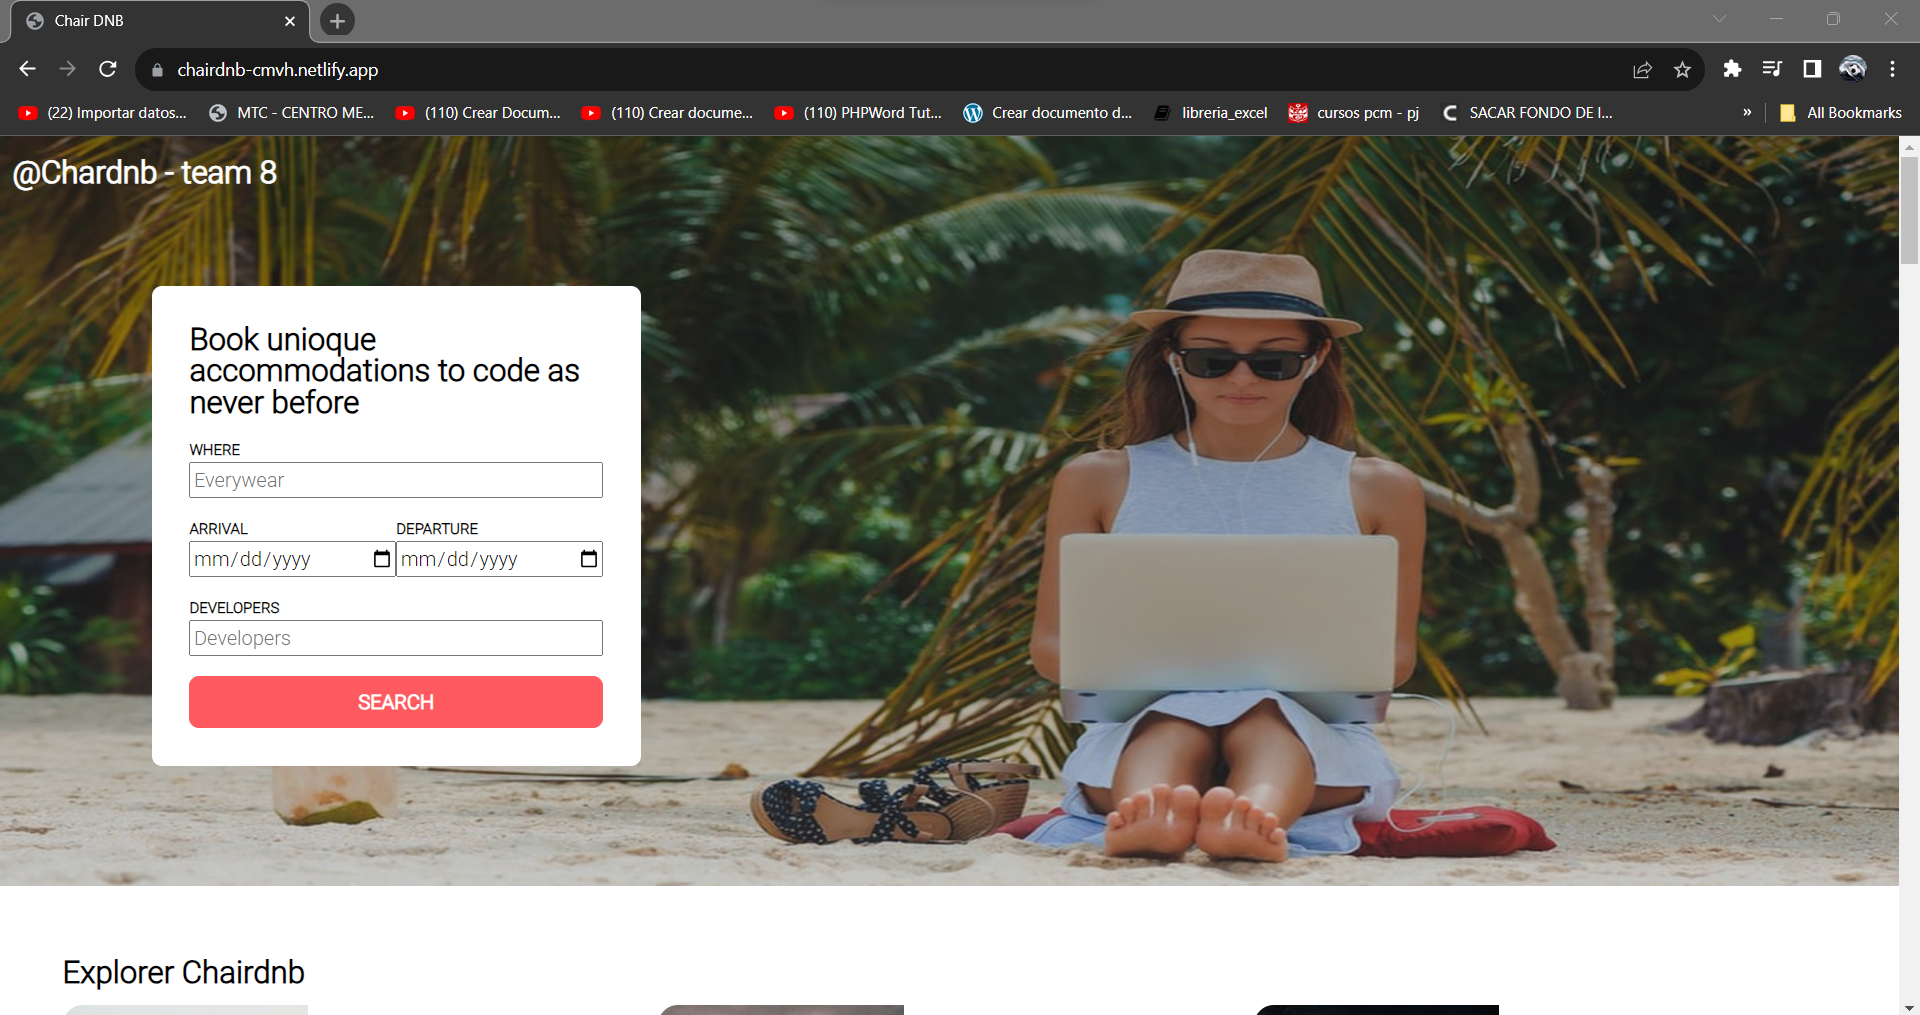 Chair DNB
chairdnb-cmvh.netlify.app
(22) Importar datos...
MTC - CENTRO ME...
(110) Crear Docum...
(110) Crear docume...
(110) PHPWord Tut...
Crear documento d...
libreria_excel
cursos pcm - pj
SACAR FONDO DE I...
»
All Bookmarks
@Chardnb - team 8
Book unioque
accommodations to code as
never before
WHERE
Everywear
ARRIVAL
DEPARTURE
mm/dd/yyyy
mm/dd/yyyy
DEVELOPERS
Developers
SEARCH
Explorer Chairdnb